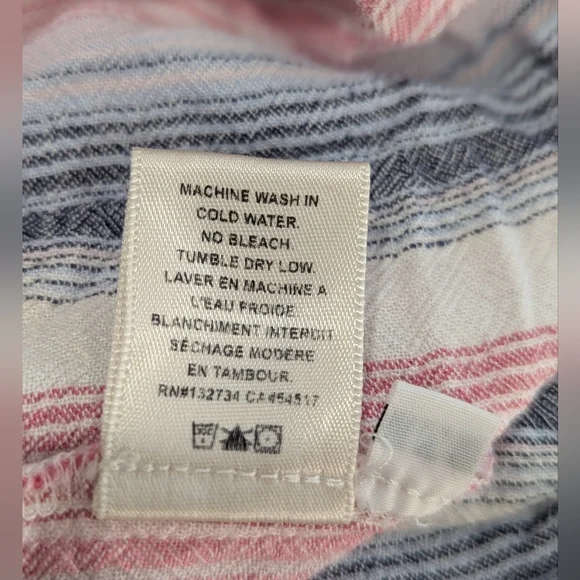 MACHINE WASH IN
COLD WATER.
NO BLEACH.
TUMBLE DRY LOW.
LAVER EN MACHINE A
L'EAU FROIDE.
BLANCHIMENT INTERDIT
SÉCHAGE MODÈRE
EN TAMBOUR.
RN#132734 CA#54517